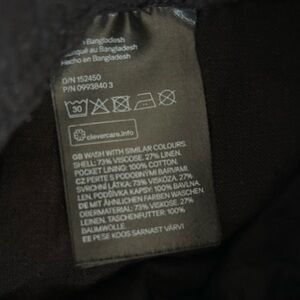 Bangladesh
ué au Bangladesh
Hecho en Bangladesh
O/N 152450
P/N 0993840 3
30
clevercare.info
GB WASH WITH SIMILAR COLOURS.
SHELL: 73% VISCOSE, 27% LINEN.
POCKET LINING: 100% COTTON.
CZ PERTE S PODOBNÝMI BARVAMI.
SVRCHNÍ LÁTKA: 73% VISKÓZA, 27%
LEN. PODŠÍVKA KAPSY: 100% BAVLNA.
DE MIT ÄHNLICHEN FARBEN WASCHEN.
OBERMATERIAL: 73% VISKOSE, 27%
LEINEN. TASCHENFUTTER: 100%
BAUMWOLLE.
EE PESE KOOS SARNAST VÄRVI